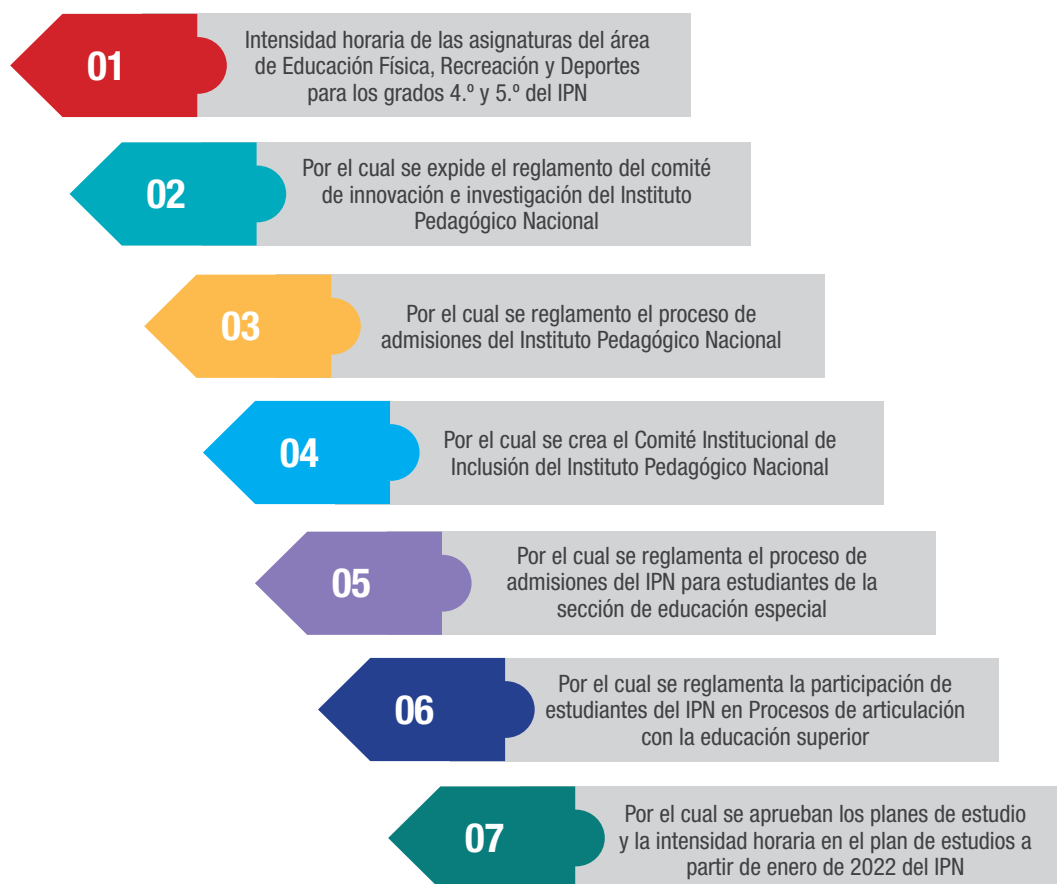 01
Intensidad horaria de las asignaturas del área
de Educación Física, Recreación y Deportes
para los grados 4.º y 5.º del IPN
02
Por el cual se expide el reglamento del comité
de innovación e investigación del Instituto
Pedagógico Nacional
03
Por el cual se reglamento el proceso de
admisiones del Instituto Pedagógico Nacional
04
Por el cual se crea el Comité Institucional de
Inclusión del Instituto Pedagógico Nacional
05
Por el cual se reglamenta el proceso de
admisiones del IPN para estudiantes de la
sección de educación especial
06
Por el cual se reglamenta la participación de
estudiantes del IPN en Procesos de articulación
con la educación superior
07
Por el cual se aprueban los planes de estudio
y la intensidad horaria en el plan de estudios a
partir de enero de 2022 del IPN